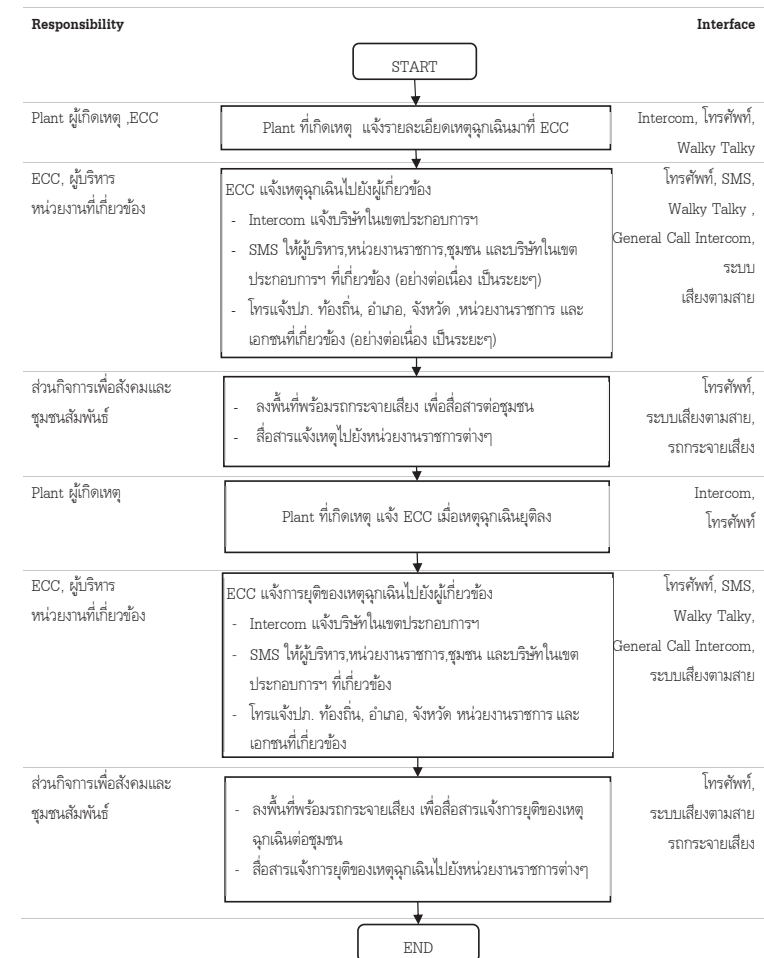 Responsibility
Interface
START
Plant ผู้เกิดเหตุ ,ECC
Plant ที่เกิดเหตุ แจ้งรายละเอียดเหตุฉุกเฉินมาที่ ECC
Intercom, โทรศัพท์,
Walky Talky
ECC, ผู้บริหาร
หน่วยงานที่เกี่ยวข้อง
ECC แจ้งเหตุฉุกเฉินไปยังผู้เกี่ยวข้อง
- Intercom แจ้งบริษัทในเขตประกอบการฯ
- SMS ให้ผู้บริหาร,หน่วยงานราชการ,ชุมชน และบริษัทในเขต
ประกอบการฯ ที่เกี่ยวข้อง (อย่างต่อเนื่อง เป็นระยะๆ)
- โทรแจ้งปภ. ท้องถิ่น, อำเภอ, จังหวัด ,หน่วยงานราชการ และ
เอกชนที่เกี่ยวข้อง (อย่างต่อเนื่อง เป็นระยะๆ)
โทรศัพท์, SMS,
Walky Talky ,
General Call Intercom,
ระบบ
เสียงตามสาย
ส่วนกิจการเพื่อสังคมและ
ชุมชนสัมพันธ์
- ลงพื้นที่พร้อมรถกระจายเสียง เพื่อสื่อสารต่อชุมชน
- สื่อสารแจ้งเหตุไปยังหน่วยงานราชการต่างๆ
โทรศัพท์,
ระบบเสียงตามสาย,
รถกระจายเสียง
Plant ผู้เกิดเหตุ
Plant ที่เกิดเหตุ แจ้ง ECC เมื่อเหตุฉุกเฉินยุติลง
Intercom,
โทรศัพท์
ECC, ผู้บริหาร
หน่วยงานที่เกี่ยวข้อง
ECC แจ้งการยุติของเหตุฉุกเฉินไปยังผู้เกี่ยวข้อง
- Intercom แจ้งบริษัทในเขตประกอบการฯ
- SMS ให้ผู้บริหาร,หน่วยงานราชการ,ชุมชน และบริษัทในเขต
ประกอบการฯ ที่เกี่ยวข้อง
- โทรแจ้งปภ. ท้องถิ่น, อำเภอ, จังหวัด หน่วยงานราชการ และ
เอกชนที่เกี่ยวข้อง
โทรศัพท์, SMS,
Walky Talky,
General Call Intercom,
ระบบเสียงตามสาย
ส่วนกิจการเพื่อสังคมและ
ชุมชนสัมพันธ์
- ลงพื้นที่พร้อมรถกระจายเสียง เพื่อสื่อสารแจ้งการยุติของเหตุ
ฉุกเฉินต่อชุมชน
- สื่อสารแจ้งการยุติของเหตุฉุกเฉินไปยังหน่วยงานราชการต่างๆ
โทรศัพท์,
ระบบเสียงตามสาย
รถกระจายเสียง
END